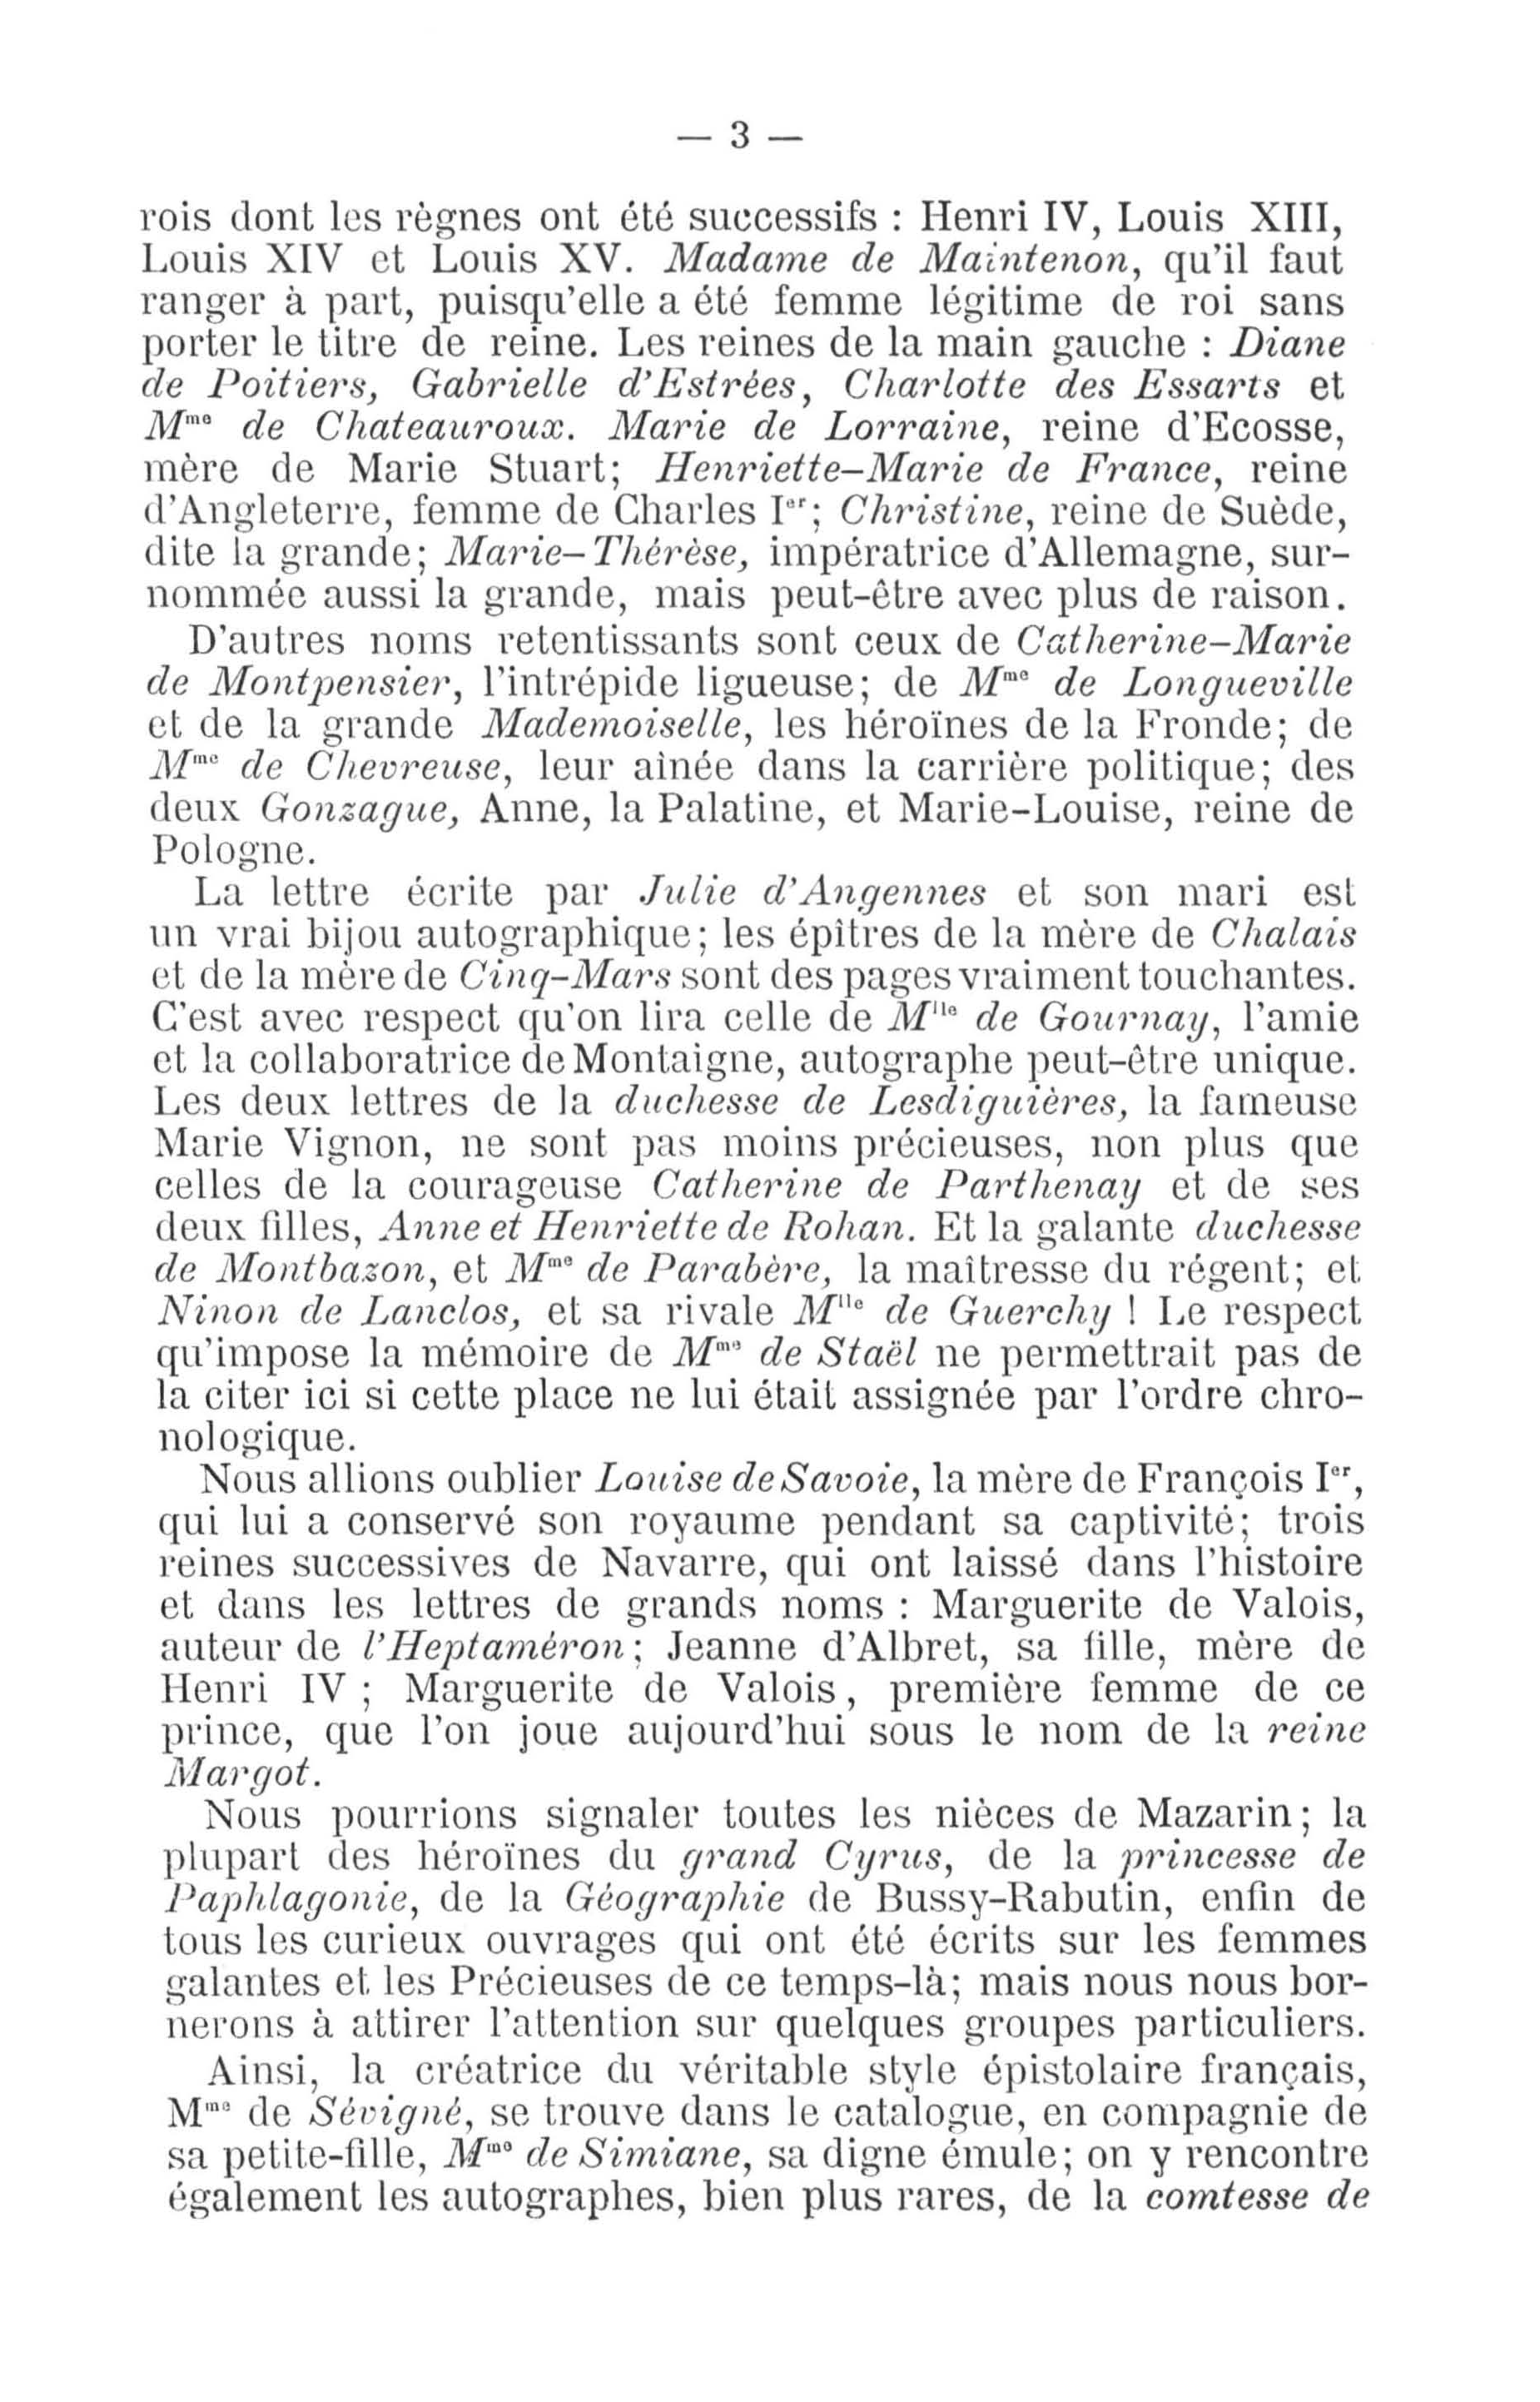 — 3 —
rois dont les règnes ont été successifs : Henri IV, Louis XIII,
Louis XIV et Louis XV. Madame de Maintenon, qu'il faut
ranger à part, puisqu'elle a été femme légitime de roi sans
porter le titre de reine. Les reines de la main gauche : Diane
de Poitiers, Gabrielle d'Estrées, Charlotte des Essarts et
Mme de Chateauroux. Marie de Lorraine, reine d'Ecosse,
mère de Marie Stuart; Henriette-Marie de France, reine
d'Angleterre, femme de Charles Ier; Christine, reine de Suède,
dite la grande; Marie-Thérèse, impératrice d'Allemagne, sur-
nommée aussi la grande, mais peut-être avec plus de raison.
D'autres noms retentissants sont ceux de Catherine-Marie
de Montpensier, l'intrépide ligueuse; de Mme de Longueville
et de la grande Mademoiselle, les héroïnes de la Fronde; de
Mme de Chevreuse, leur aînée dans la carrière politique; des
deux Gonzague, Anne, la Palatine, et Marie-Louise, reine de
Pologne.
La lettre écrite par Julie d'Angennes et son mari est
un vrai bijou autographique; les épîtres de la mère de Chalais
et de la mère de Cinq-Mars sont des pages vraiment touchantes.
C'est avec respect qu'on lira celle de Mlle de Gournay, l'amie
et la collaboratrice de Montaigne, autographe peut-être unique.
Les deux lettres de la duchesse de Lesdiguières, la fameuse
Marie Vignon, ne sont pas moins précieuses, non plus que
celles de la courageuse Catherine de Parthenay et de ses
deux filles, Anne et Henriette de Rohan. Et la galante duchesse
de Montbazon, et Mme de Parabère, la maîtresse du régent; et
Ninon de Lanclos, et sa rivale Mlle de Guerchy ! Le respect
qu'impose la mémoire de Mme de Staël ne permettrait pas de
la citer ici si cette place ne lui était assignée par l'ordre chro-
nologique.
Nous allions oublier Louise de Savoie, la mère de François Ier,
qui lui a conservé son royaume pendant sa captivité; trois
reines successives de Navarre, qui ont laissé dans l'histoire
et dans les lettres de grands noms : Marguerite de Valois,
auteur de l'Heptaméron; Jeanne d'Albret, sa fille, mère de
Henri IV ; Marguerite de Valois, première femme de ce
prince, que l'on joue aujourd'hui sous le nom de la reine
Margot.
Nous pourrions signaler toutes les nièces de Mazarin; la
plupart des héroïnes du grand Cyrus, de la princesse de
Paphlagonie, de la Géographie de Bussy-Rabutin, enfin de
tous les curieux ouvrages qui ont été écrits sur les femmes
galantes et les Précieuses de ce temps-là; mais nous nous bor-
nerons à attirer l'attention sur quelques groupes particuliers.
Ainsi, la créatrice du véritable style épistolaire français,
Mme de Sévigné, se trouve dans le catalogue, en compagnie de
sa petite-fille, Mme de Simiane, sa digne émule; on y rencontre
également les autographes, bien plus rares, de la comtesse de